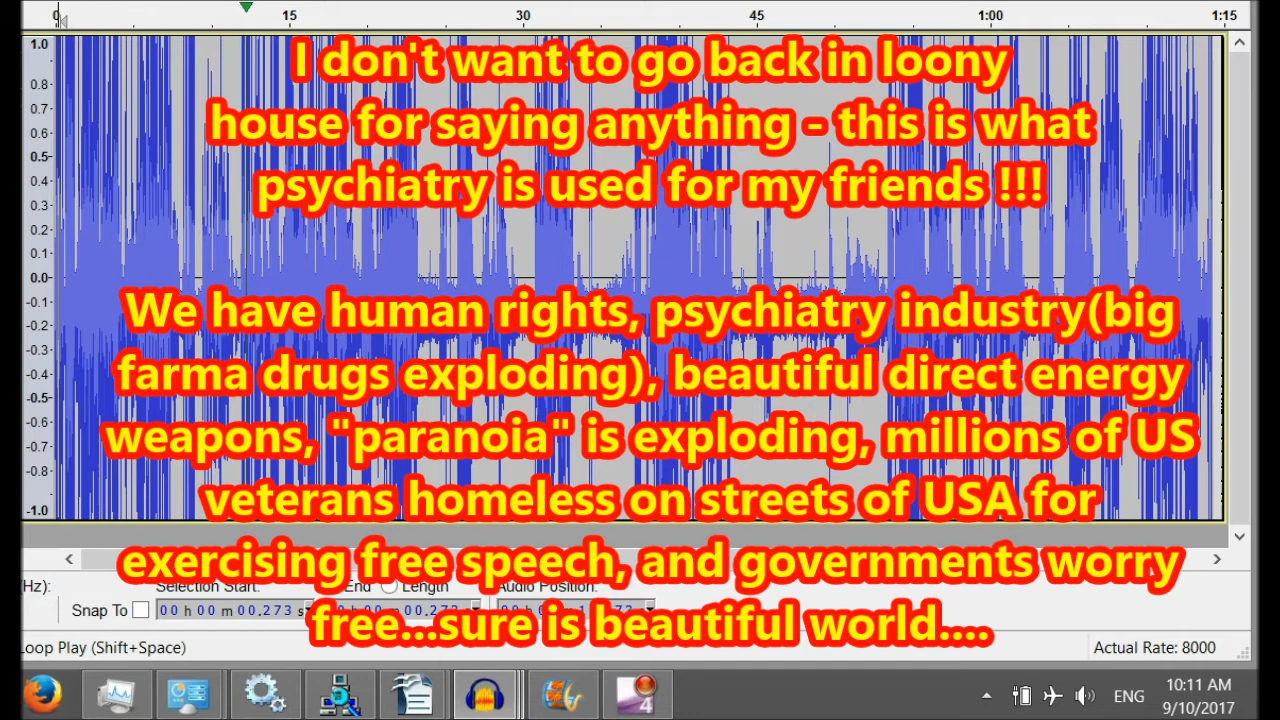 0 15 30 45 1:00 1:15
1.0
0.8
0.7
0.6
0.5
0.4
0.3
0.2
0.1
0.0
-0.1
-0.2
-0.3
-0.4
-0.5
-0.6
-0.7
-0.8
-1.0
I don't want to go back in loony
house for saying anything - this is what
psychiatry is used for my friends !!!
We have human rights, psychiatry industry(big
farma drugs exploding), beautiful direct energy
weapons, "paranoia" is exploding, millions of US
veterans homeless on streets of USA for
exercising free speech, and governments worry
free...sure is beautiful world....
(Hz): Selection Start: End Length Audio Position:
Snap To 00 h 00 m 00.273 s
Loop Play (Shift+Space) Actual Rate: 8000
4
ENG
10:11 AM
9/10/2017